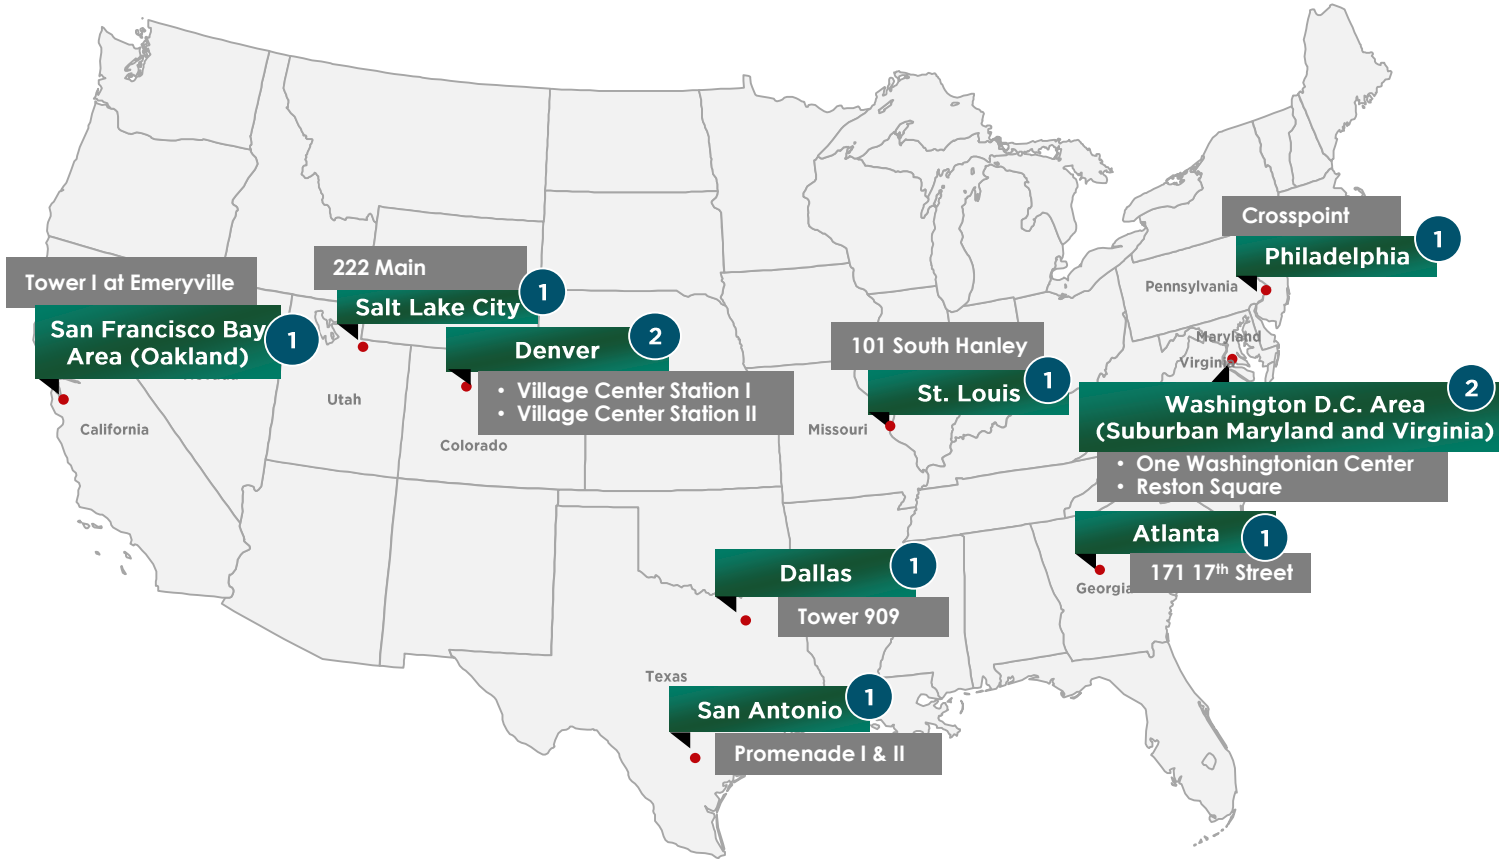 Crosspoint
Philadelphia
1
Pennsylvania
222 Main
Salt Lake City
1
Tower I at Emeryville
San Francisco Bay
Area (Oakland)
1
California
Utah
Denver
2
• Village Center Station I
• Village Center Station II
Colorado
101 South Hanley
St. Louis
1
Missouri
Maryland
Virginia
Washington D.C. Area
(Suburban Maryland and Virginia)
2
• One Washingtonian Center
• Reston Square
Atlanta
1
171 17th Street
Georgia
Dallas
1
Tower 909
Texas
San Antonio
1
Promenade I & II